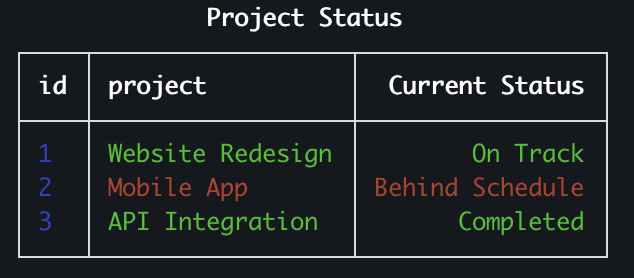 Project Status
id project Current Status
1 Website Redesign On Track
2 Mobile App Behind Schedule
3 API Integration Completed